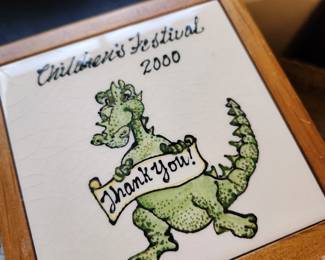 Children's Festival
2000
Thank You!